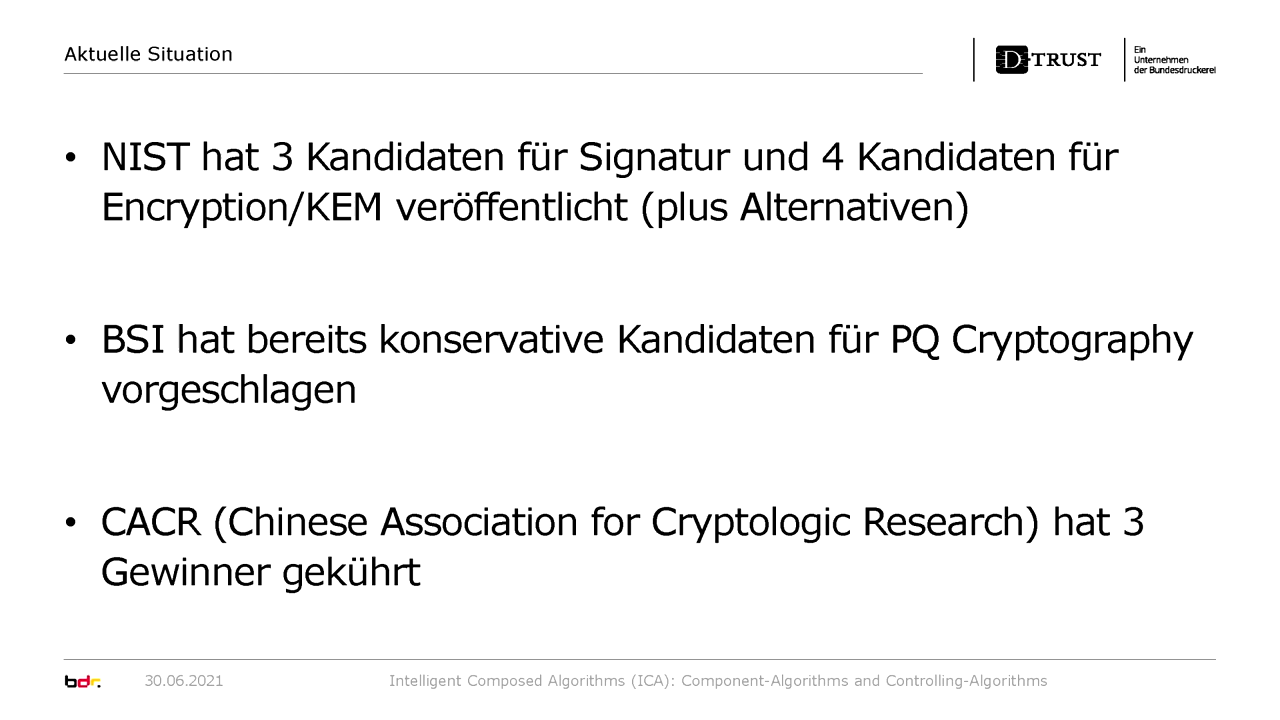 Aktuelle Situation
D-TRUST
Ein
Unternehmen
der Bundesdruckerei
• NIST hat 3 Kandidaten für Signatur und 4 Kandidaten für
Encryption/KEM veröffentlicht (plus Alternativen)
• BSI hat bereits konservative Kandidaten für PQ Cryptography
vorgeschlagen
• CACR (Chinese Association for Cryptologic Research) hat 3
Gewinner gekührt
bdr.
30.06.2021
Intelligent Composed Algorithms (ICA): Component-Algorithms and Controlling-Algorithms